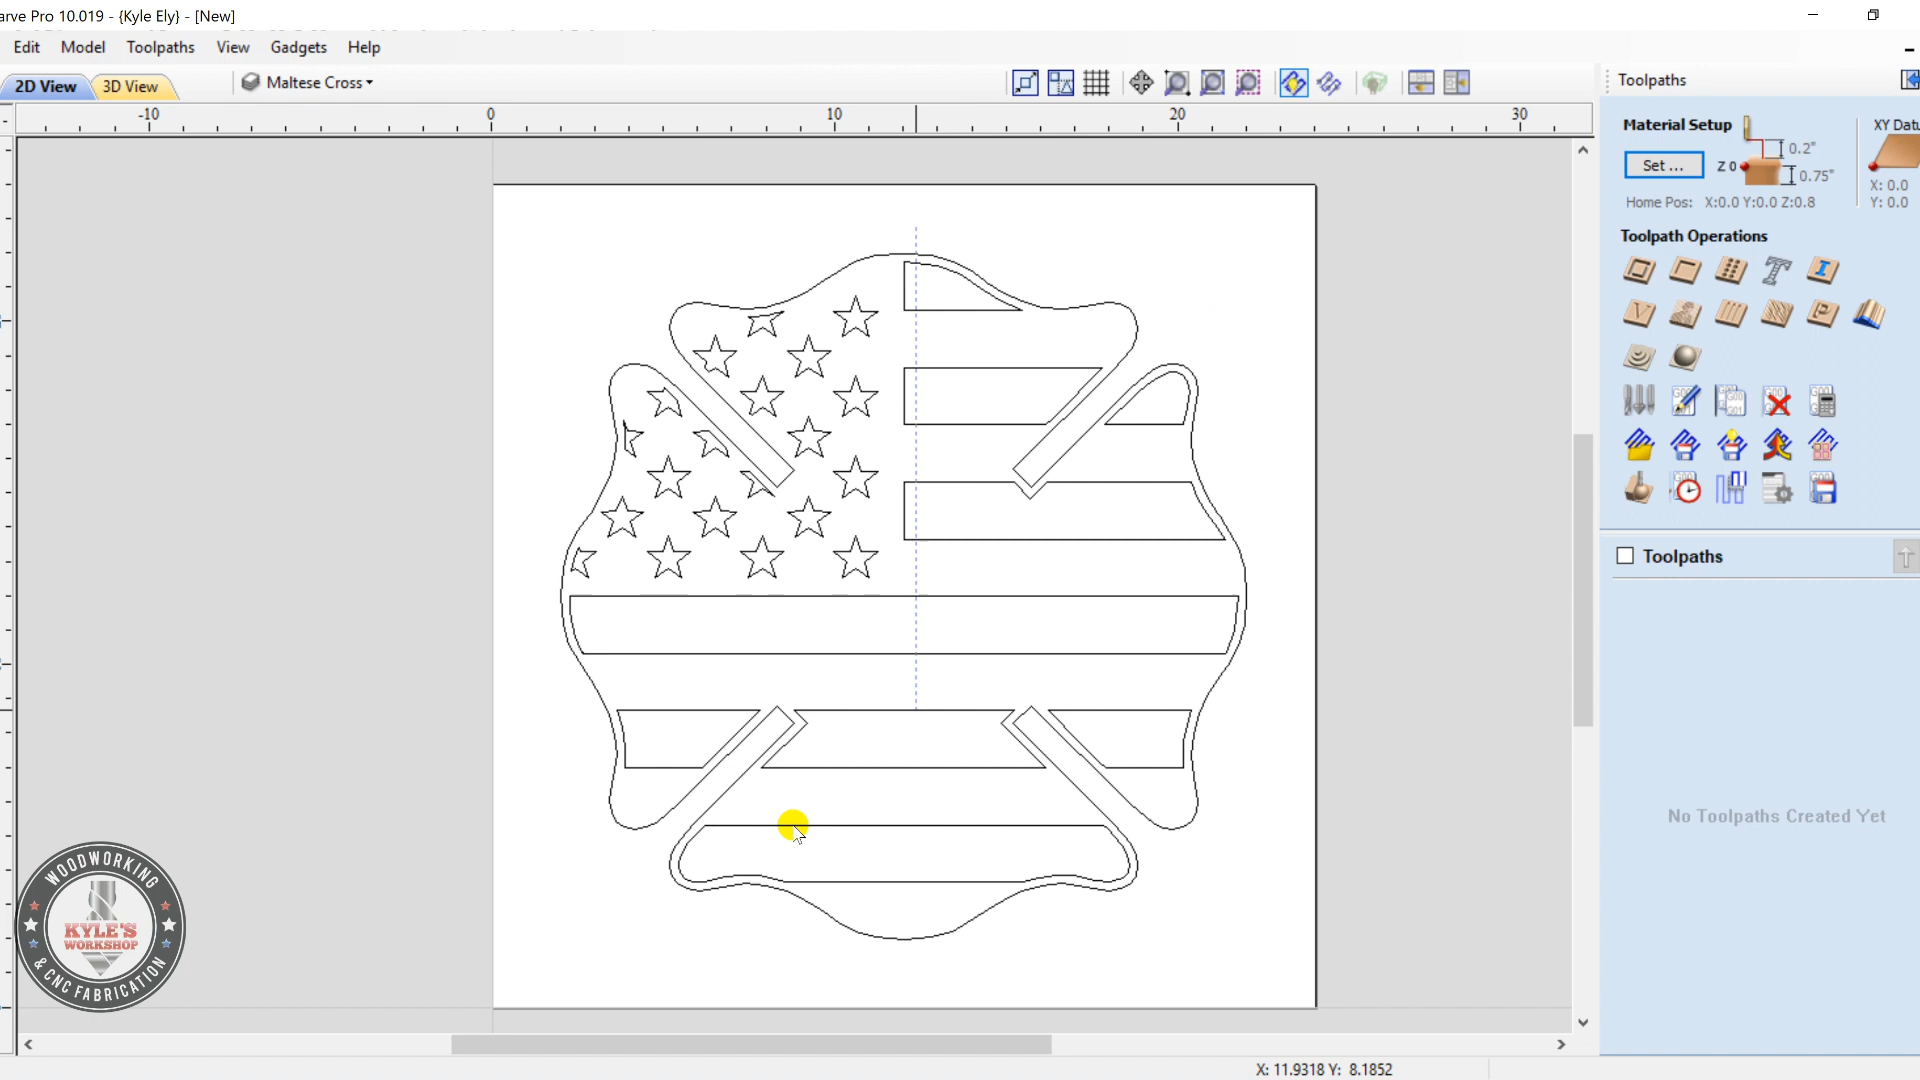 arve Pro 10.019 - {Kyle Ely} - [New]
Edit Model Toolpaths View Gadgets Help
2D View 3D View Maltese Cross
Toolpaths
-10 0 10 20 30
Material Setup
XY Datu
0.2"
Set ...
Z 0
0.75"
X: 0.0
Home Pos: X:0.0 Y:0.0 Z:0.8
Y: 0.0
Toolpath Operations
Toolpaths
No Toolpaths Created Yet
WOODWORKING
KYLE'S
WORKSHOP
& CNC FABRICATION
X: 11.9318 Y: 8.1852